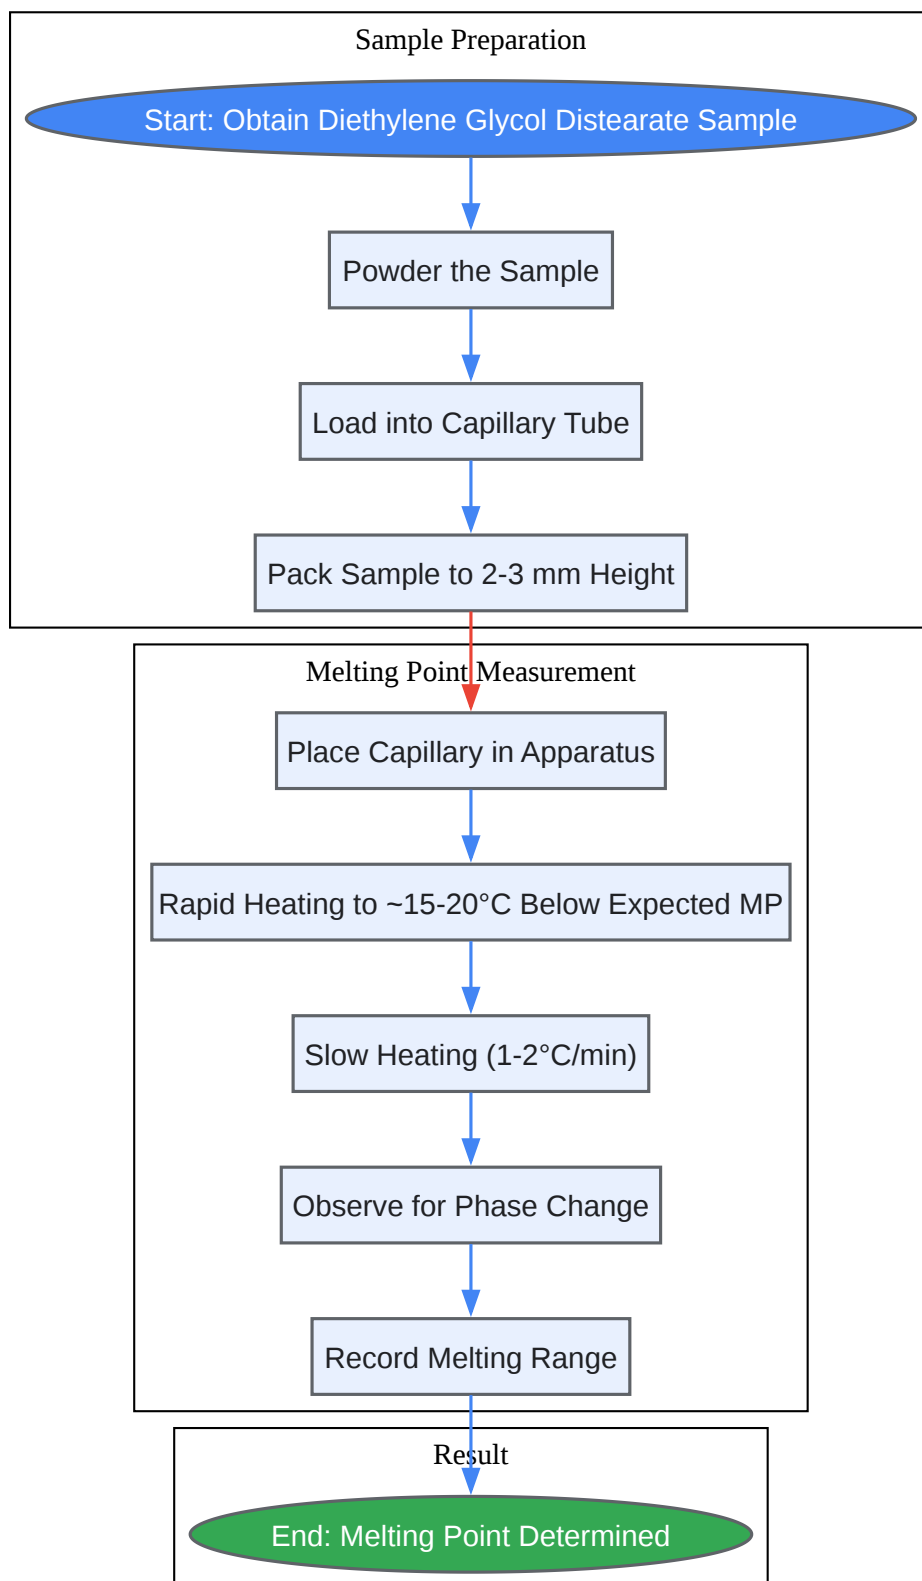 Sample Preparation
Start: Obtain Diethylene Glycol Distearate Sample
Powder the Sample
Load into Capillary Tube
Pack Sample to 2-3 mm Height
Melting Point Measurement
Place Capillary in Apparatus
Rapid Heating to ~15-20°C Below Expected MP
Slow Heating (1-2°C/min)
Observe for Phase Change
Record Melting Range
Result
End: Melting Point Determined